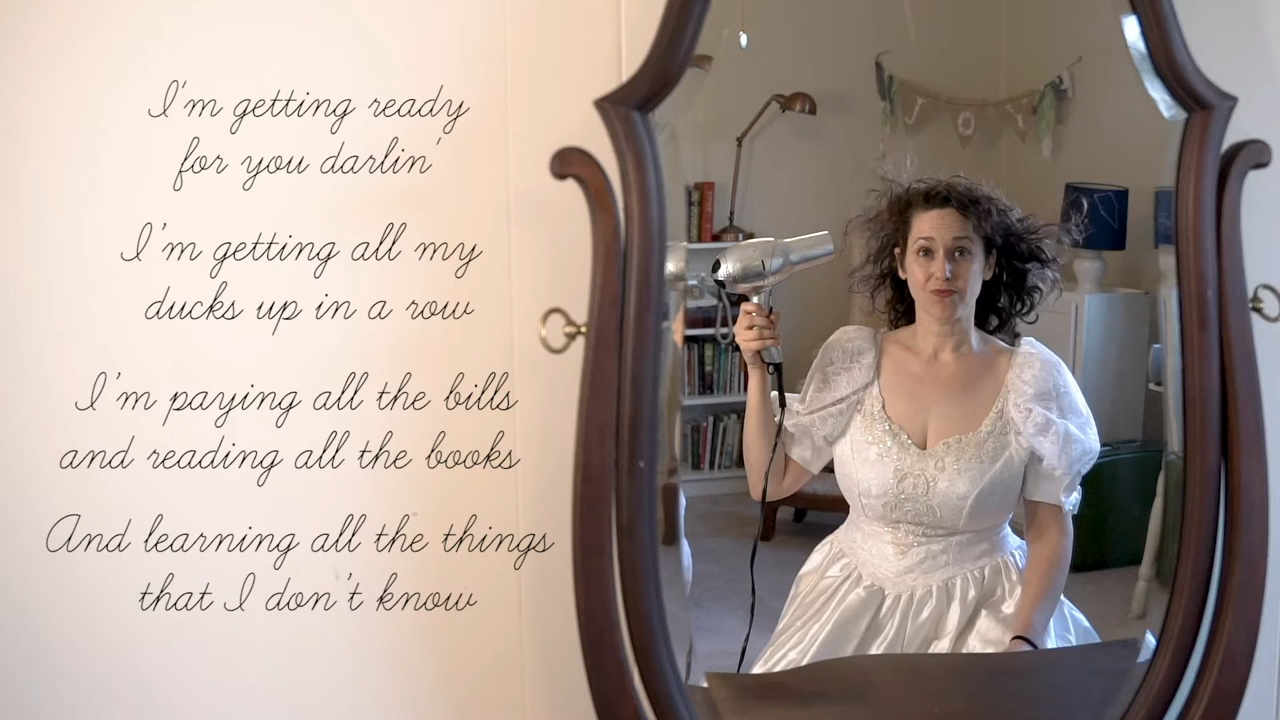 I'm getting ready
for you darlin'
I'm getting all my
ducks up in a row
I'm paying all the bills
and reading all the books
And learning all the things
that I don't know
JOY